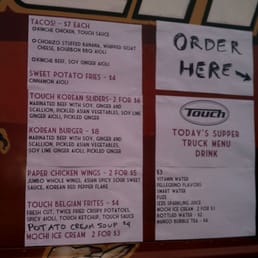 TACOS! - $7 EACH
KIMCHE CHICKEN, TOUCH SAUCE
CHORIZO STUFFED BANANA, WHIPPED GOAT
CHEESE, BOURBON BBQ AIOLI
KIMCHE BEEF, SOY GINGER AIOLI
SWEET POTATO FRIES - $4
CINNAMON AIOLI
TOUCH KOREAN SLIDERS - 2 FOR $6
MARINATED BEEF WITH SOY, GINGER AND
SCALLION, PICKLED ASIAN VEGETABLES, SOY
LIME GINGER AIOLI, PICKLED GINGER
KOREAN BURGER - $8
MARINATED BEEF WITH SOY, GINGER AND
SCALLION, PICKLED ASIAN VEGETABLES,
SOY LIME GINGER AIOLI, PICKLED GINGER
PAPER CHICKEN WINGS - 2 FOR $5
JUMBO WHOLE WINGS, ASIAN SPICY SOUR SWEET
SAUCE, KOREAN RED PEPPER FLAKE
TOUCH BELGIAN FRITES - $4
FRESH CUT, TWICE FRIED CRISPY POTATOES,
SPICY AIOLI, TOUCH KETCHUP, TOUCH SAUCE
POTATO CREAM SOUP $4
MOCHI ICE CREAM 2 FOR $3
ORDER
HERE →
Touch
TODAY'S SUPPER
TRUCK MENU
DRINK
$3
VITAMIN WATER
PELLEGRINO FLAVORS
SMART WATER
FUZE
IZZE SPARKLING JUICE
MOCHI ICE CREAM - 2 FOR $3
BOTTLED WATER - $2
MANGO BUBBLE TEA - $4